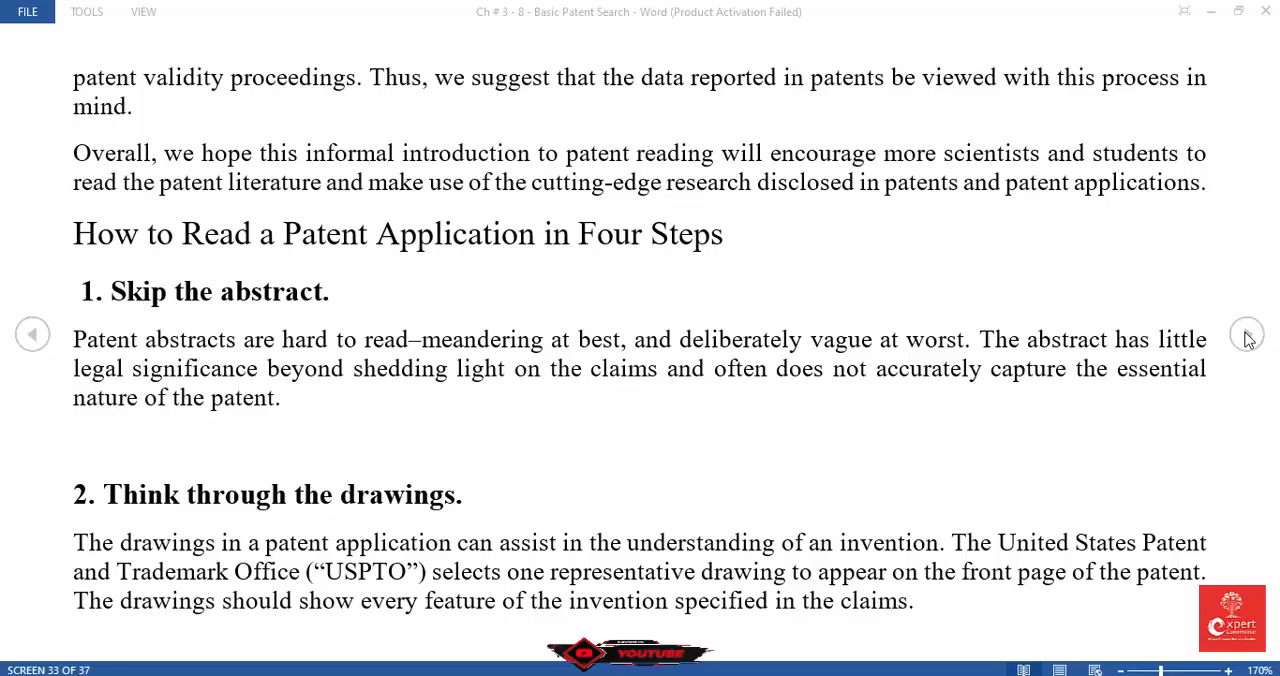 FILE TOOLS VIEW Ch # 3 - 8 - Basic Patent Search - Word (Product Activation Failed)
patent validity proceedings. Thus, we suggest that the data reported in patents be viewed with this process in
mind.
Overall, we hope this informal introduction to patent reading will encourage more scientists and students to
read the patent literature and make use of the cutting-edge research disclosed in patents and patent applications.
How to Read a Patent Application in Four Steps
1. Skip the abstract.
Patent abstracts are hard to read–meandering at best, and deliberately vague at worst. The abstract has little
legal significance beyond shedding light on the claims and often does not accurately capture the essential
nature of the patent.
2. Think through the drawings.
The drawings in a patent application can assist in the understanding of an invention. The United States Patent
and Trademark Office (“USPTO”) selects one representative drawing to appear on the front page of the patent.
The drawings should show every feature of the invention specified in the claims.
expert
YOUTUBE
SCREEN 33 OF 37
170%